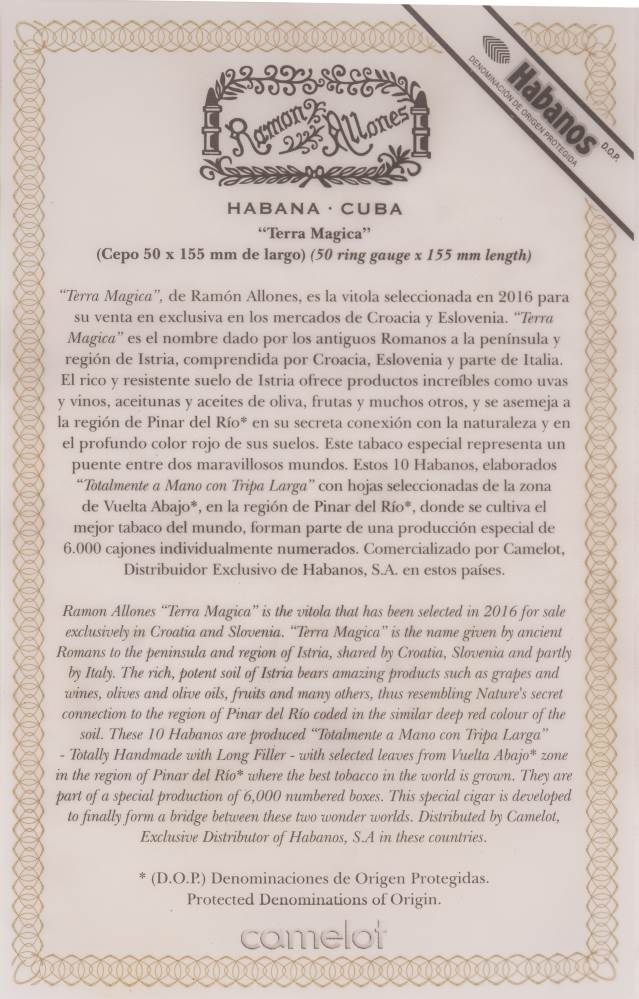 Habanos
DENOMINACIÓN DE ORIGEN PROTEGIDA
D.O.P.
Ramon Allones
HABANA · CUBA
“Terra Magica”
(Cepo 50 x 155 mm de largo) (50 ring gauge x 155 mm length)
“Terra Magica”, de Ramón Allones, es la vitola seleccionada en 2016 para
su venta en exclusiva en los mercados de Croacia y Eslovenia. “Terra
Magica” es el nombre dado por los antiguos Romanos a la península y
región de Istria, comprendida por Croacia, Eslovenia y parte de Italia.
El rico y resistente suelo de Istria ofrece productos increíbles como uvas
y vinos, aceitunas y aceites de oliva, frutas y muchos otros, y se asemeja a
la región de Pinar del Río* en su secreta conexión con la naturaleza y en
el profundo color rojo de sus suelos. Este tabaco especial representa un
puente entre dos maravillosos mundos. Estos 10 Habanos, elaborados
“Totalmente a Mano con Tripa Larga” con hojas seleccionadas de la zona
de Vuelta Abajo*, en la región de Pinar del Río*, donde se cultiva el
mejor tabaco del mundo, forman parte de una producción especial de
6.000 cajones individualmente numerados. Comercializado por Camelot,
Distribuidor Exclusivo de Habanos, S.A. en estos países.
Ramon Allones “Terra Magica” is the vitola that has been selected in 2016 for sale
exclusively in Croatia and Slovenia. “Terra Magica” is the name given by ancient
Romans to the peninsula and region of Istria, shared by Croatia, Slovenia and partly
by Italy. The rich, potent soil of Istria bears amazing products such as grapes and
wines, olives and olive oils, fruits and many others, thus resembling Nature's secret
connection to the region of Pinar del Río coded in the similar deep red colour of the
soil. These 10 Habanos are produced “Totalmente a Mano con Tripa Larga”
- Totally Handmade with Long Filler - with selected leaves from Vuelta Abajo* zone
in the region of Pinar del Río* where the best tobacco in the world is grown. They are
part of a special production of 6,000 numbered boxes. This special cigar is developed
to finally form a bridge between these two wonder worlds. Distributed by Camelot,
Exclusive Distributor of Habanos, S.A in these countries.
* (D.O.P.) Denominaciones de Origen Protegidas.
Protected Denominations of Origin.
camelot